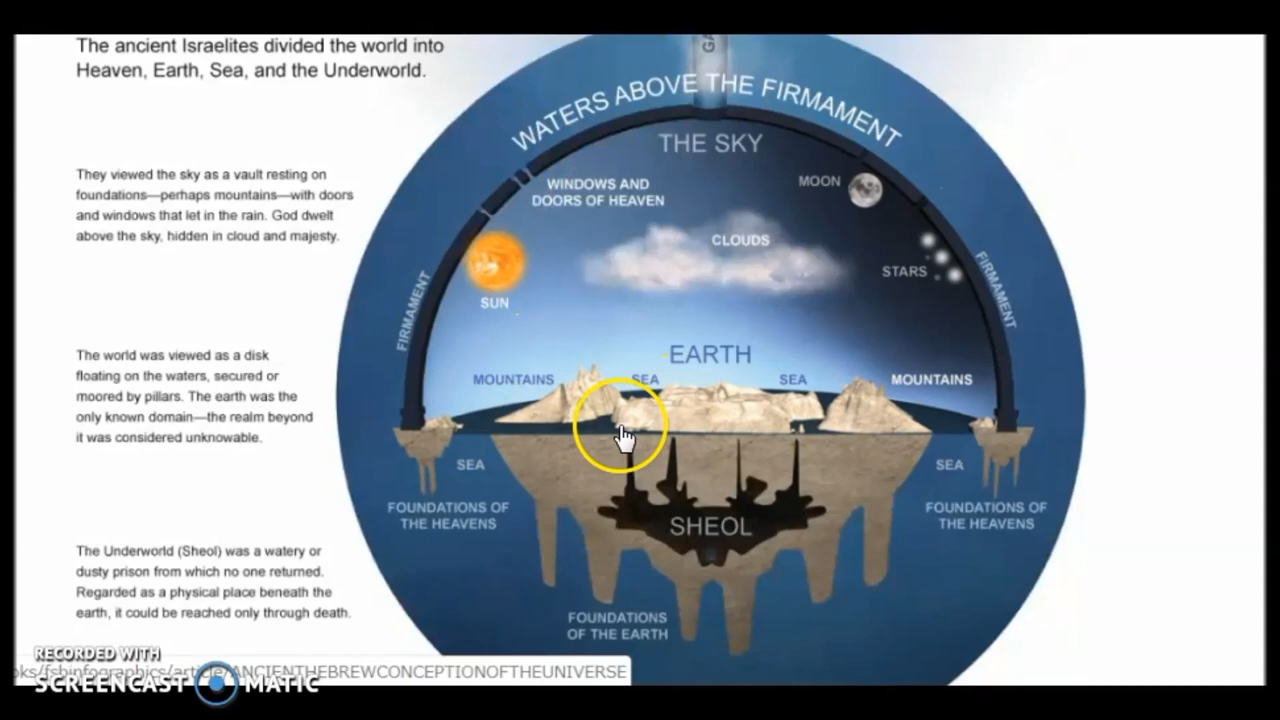 The ancient Israelites divided the world into
Heaven, Earth, Sea, and the Underworld.
They viewed the sky as a vault resting on
foundations—perhaps mountains—with doors
and windows that let in the rain. God dwelt
above the sky, hidden in cloud and majesty.
The world was viewed as a disk
floating on the waters, secured or
moored by pillars. The earth was the
only known domain—the realm beyond
it was considered unknowable.
The Underworld (Sheol) was a watery or
dusty prison from which no one returned.
Regarded as a physical place beneath the
earth, it could be reached only through death.
GA
WATERS ABOVE THE FIRMAMENT
THE SKY
WINDOWS AND
DOORS OF HEAVEN
MOON
CLOUDS
STARS
SUN
FIRMAMENT
FIRMAMENT
EARTH
MOUNTAINS
SEA
SEA
MOUNTAINS
SEA
SEA
FOUNDATIONS OF
THE HEAVENS
FOUNDATIONS OF
THE HEAVENS
SHEOL
FOUNDATIONS
OF THE EARTH
oks/fsbinfographics/article/ANCIENTHEBREWCONCEPTIONOFTHEUNIVERSE
RECORDED WITH
SCREENCAST MATIC